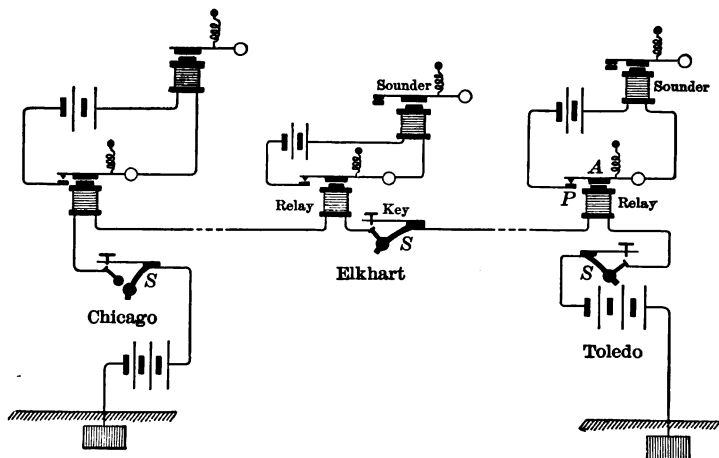 Sounder
Sounder
A
P
Relay
Key
Relay
S
S
S
Elkhart
Chicago
Toledo